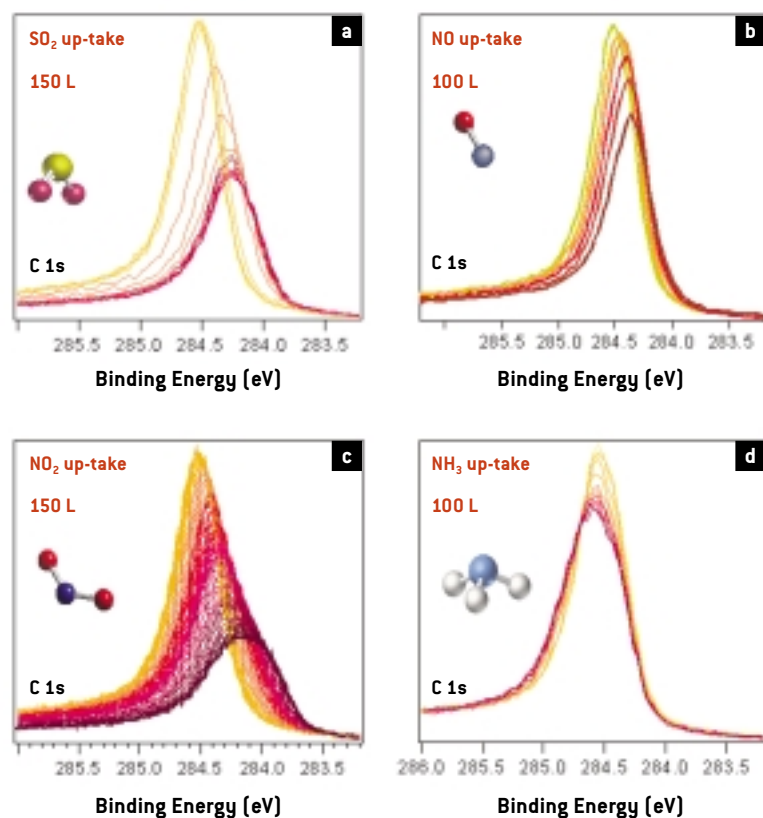 SO₂ up-take
a
150 L
C 1s
285.5 285.0 284.5 284.0 283.5
Binding Energy (eV)
NO up-take
b
100 L
C 1s
285.5 285.0 284.5 284.0 283.5
Binding Energy (eV)
NO₂ up-take
c
150 L
C 1s
285.5 285.0 284.5 284.0 283.5
Binding Energy (eV)
NH₃ up-take
d
100 L
C 1s
286.0 285.5 285.0 284.5 284.0 283.5
Binding Energy (eV)